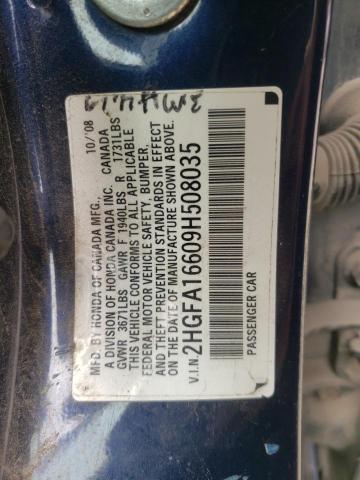 MFD. BY HONDA OF CANADA MFG., 10/'08
A DIVISION OF HONDA CANADA INC. CANADA
GVWR 3671LBS GAWR F 1940LBS R 1731LBS
THIS VEHICLE CONFORMS TO ALL APPLICABLE
FEDERAL MOTOR VEHICLE SAFETY, BUMPER,
AND THEFT PREVENTION STANDARDS IN EFFECT
ON THE DATE OF MANUFACTURE SHOWN ABOVE.
V.I.N. 2HGFA16609H508035
PASSENGER CAR